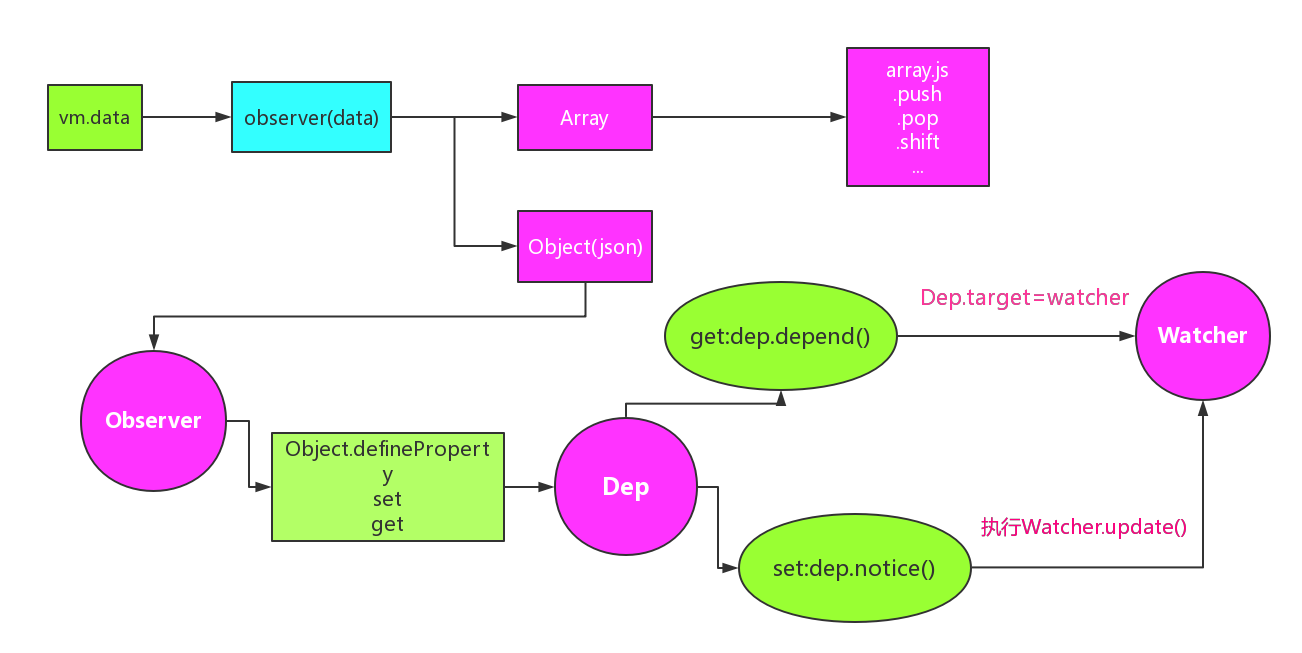 vm.data
observer(data)
Array
array.js
.push
.pop
.shift
...
Object(json)
Dep.target=watcher
get:dep.depend()
Watcher
Observer
Object.definePropert
y
set
get
Dep
执行Watcher.update()
set:dep.notice()